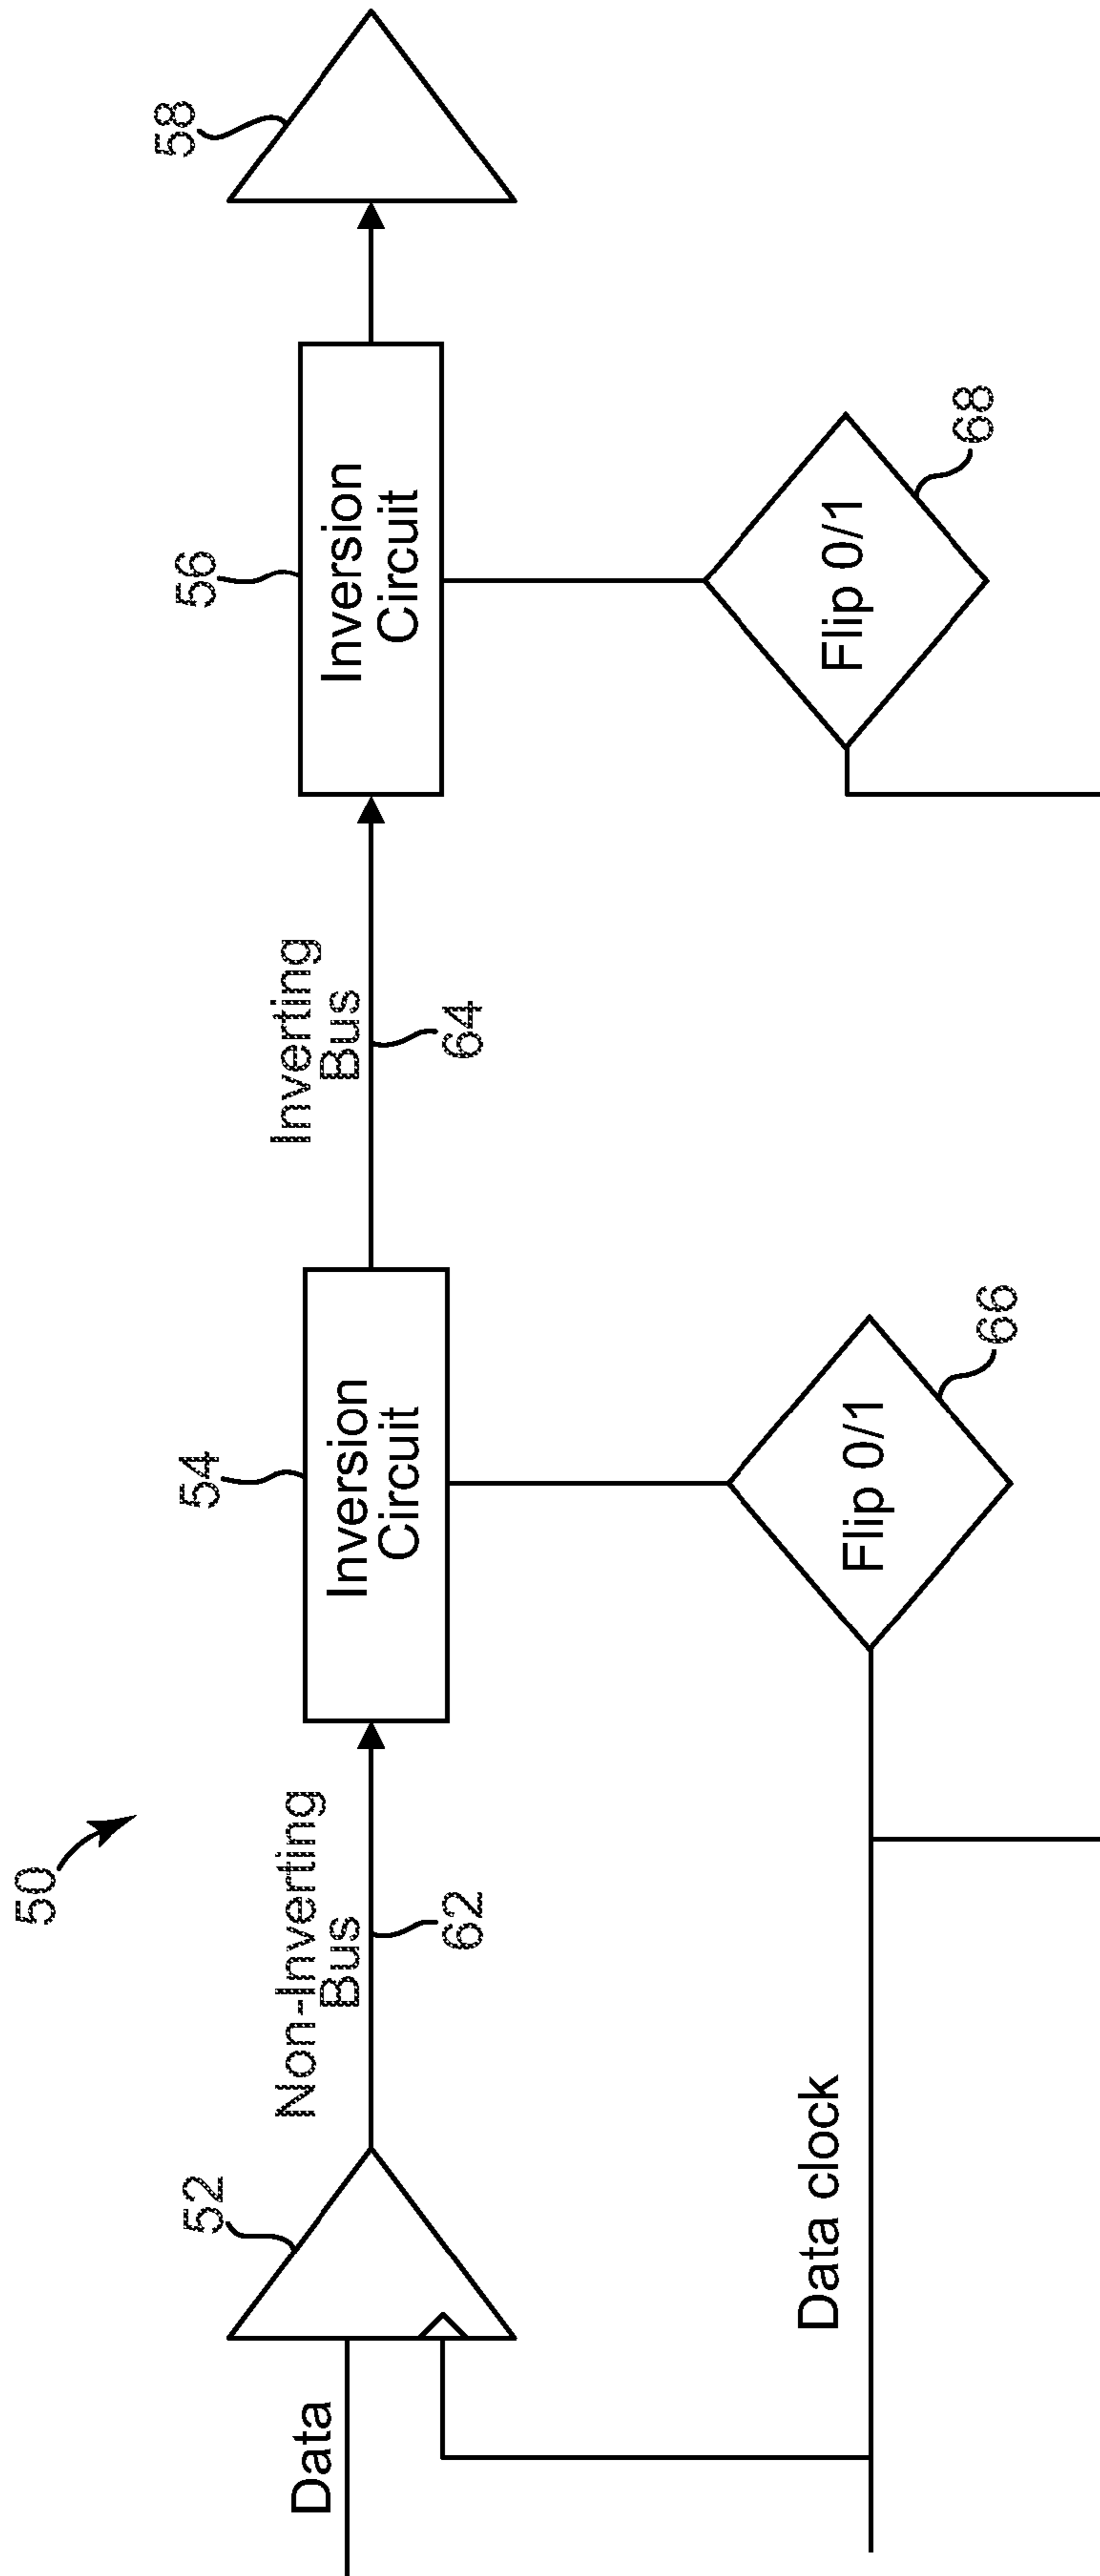 50
Data
52
Non-Inverting
Bus
62
54
Inversion
Circuit
Inverting
Bus
64
56
Inversion
Circuit
58
Data clock
Flip 0/1
66
Flip 0/1
68